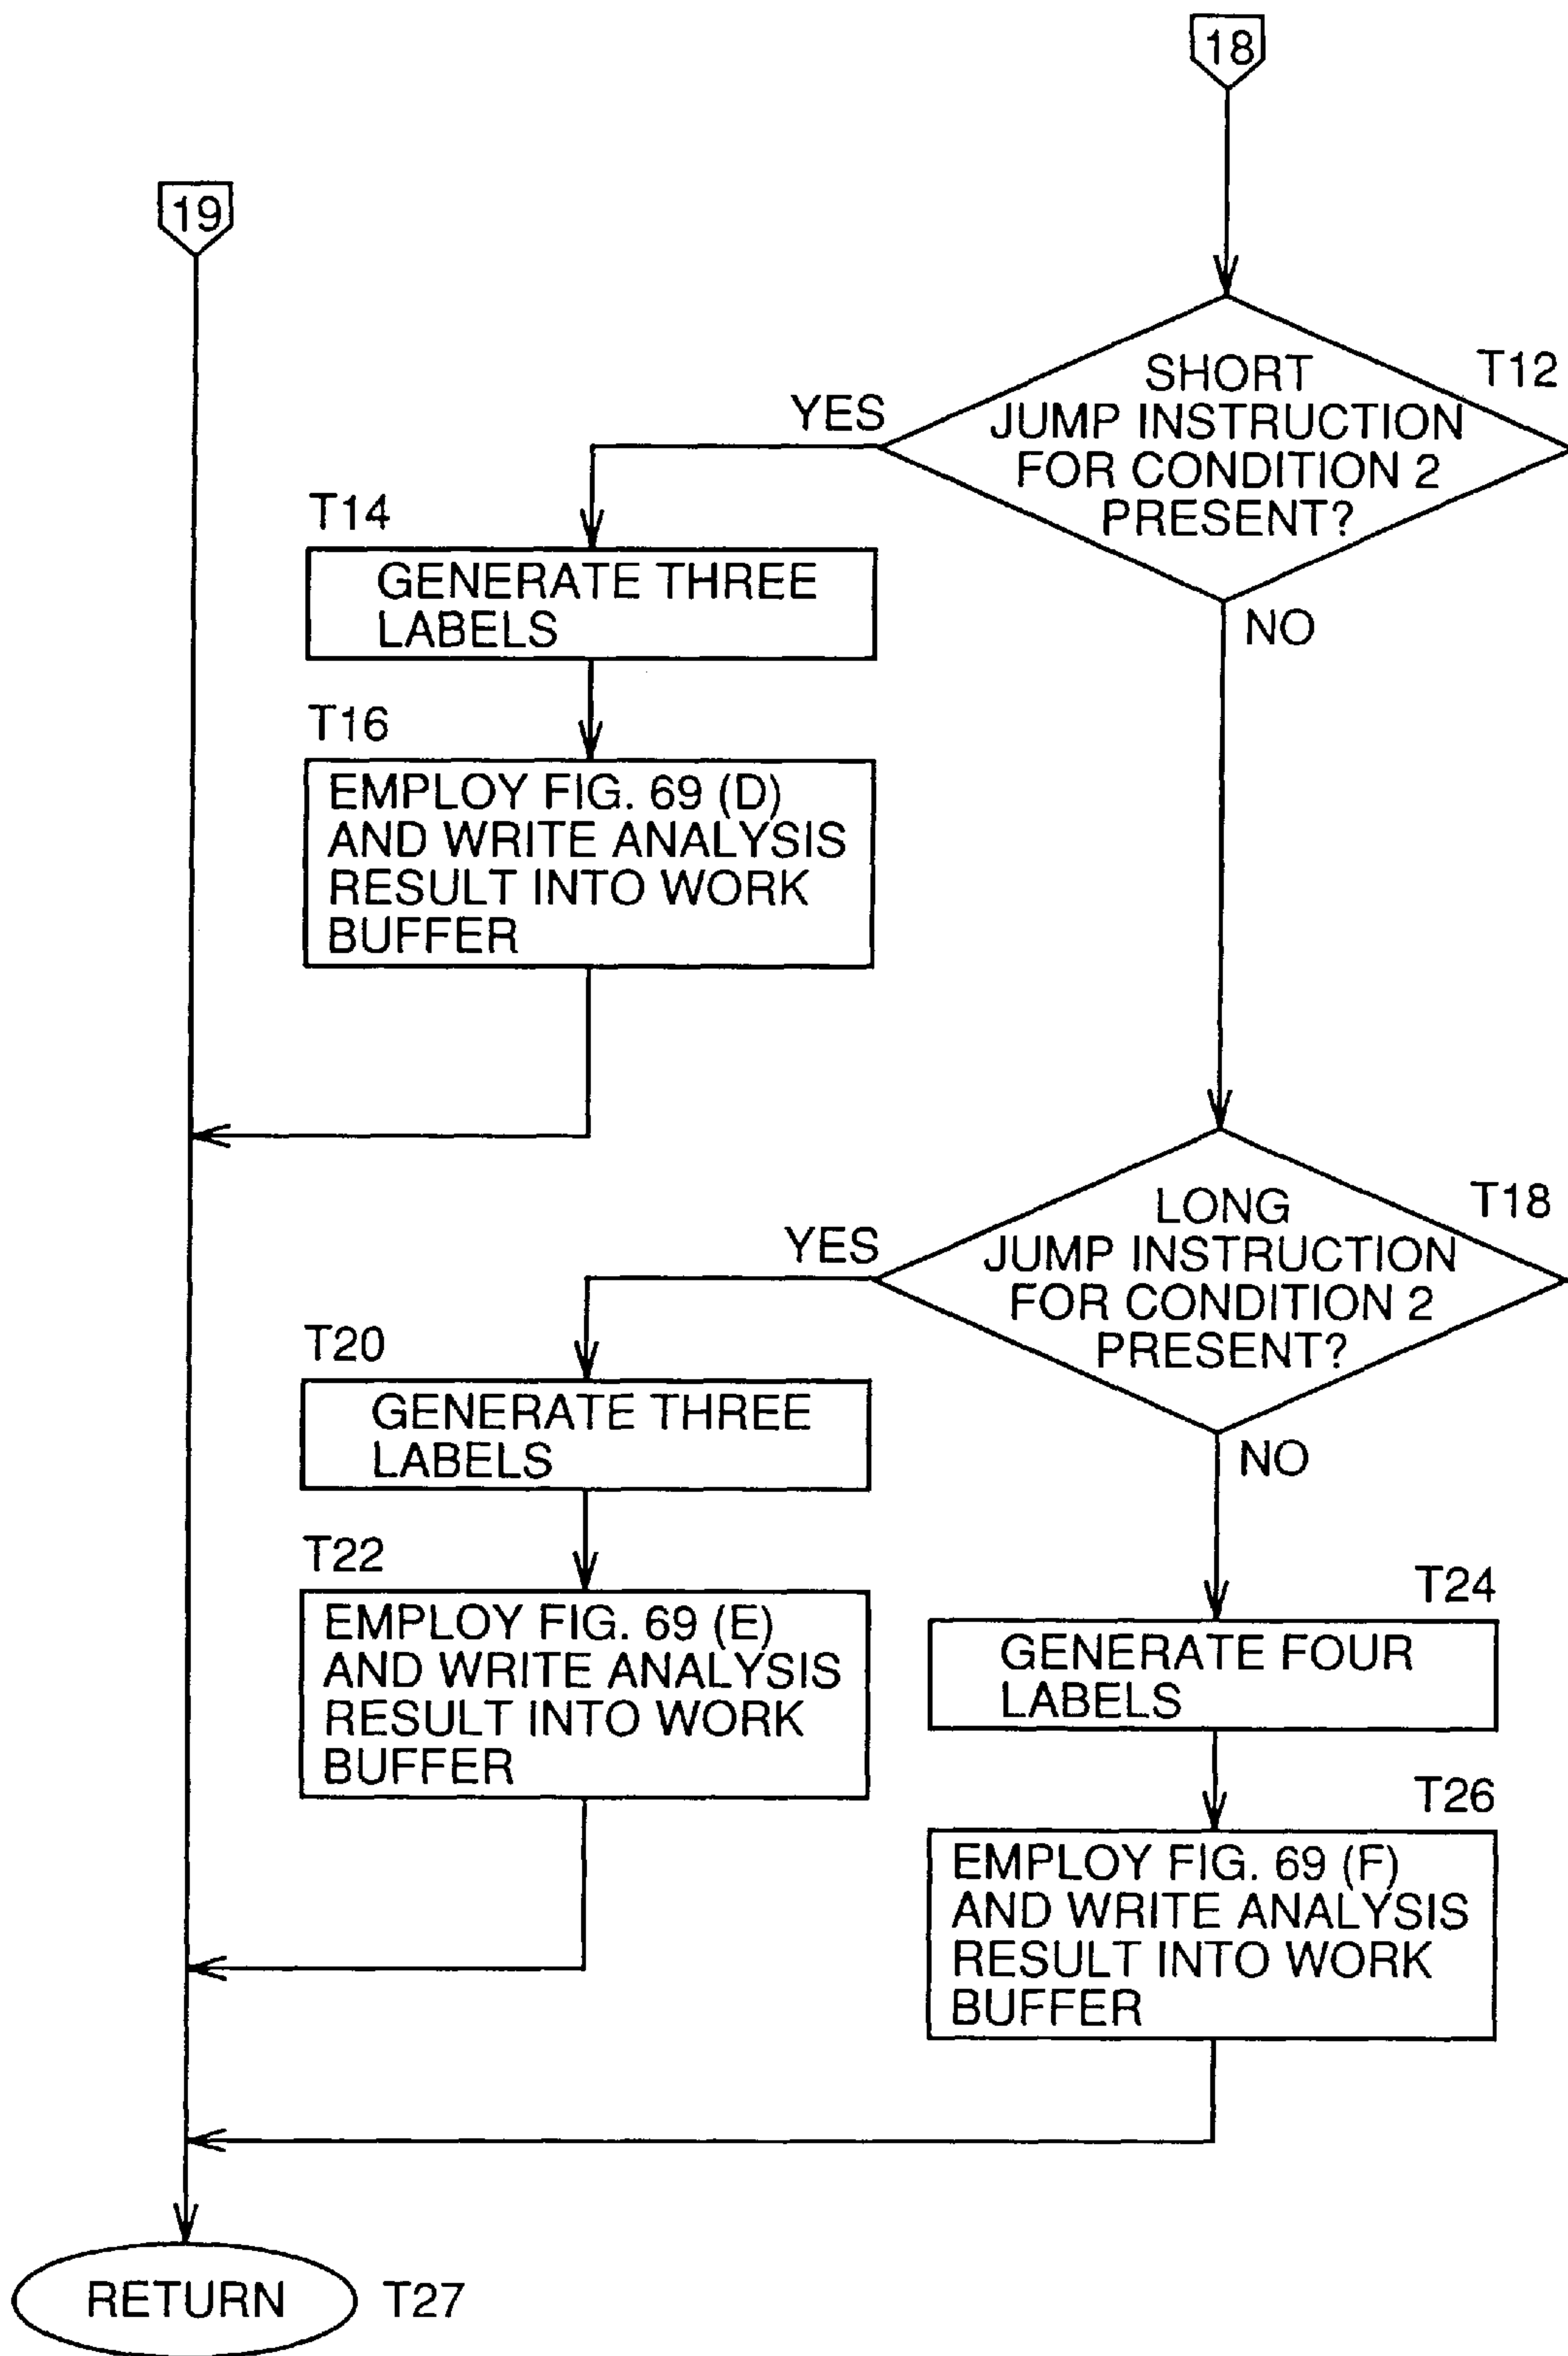 18
19
SHORT
JUMP INSTRUCTION
FOR CONDITION 2
PRESENT?
T12
YES
NO
T14
GENERATE THREE
LABELS
T16
EMPLOY FIG. 69 (D)
AND WRITE ANALYSIS
RESULT INTO WORK
BUFFER
LONG
JUMP INSTRUCTION
FOR CONDITION 2
PRESENT?
T18
YES
NO
T20
GENERATE THREE
LABELS
T22
EMPLOY FIG. 69 (E)
AND WRITE ANALYSIS
RESULT INTO WORK
BUFFER
T24
GENERATE FOUR
LABELS
T26
EMPLOY FIG. 69 (F)
AND WRITE ANALYSIS
RESULT INTO WORK
BUFFER
RETURN
T27